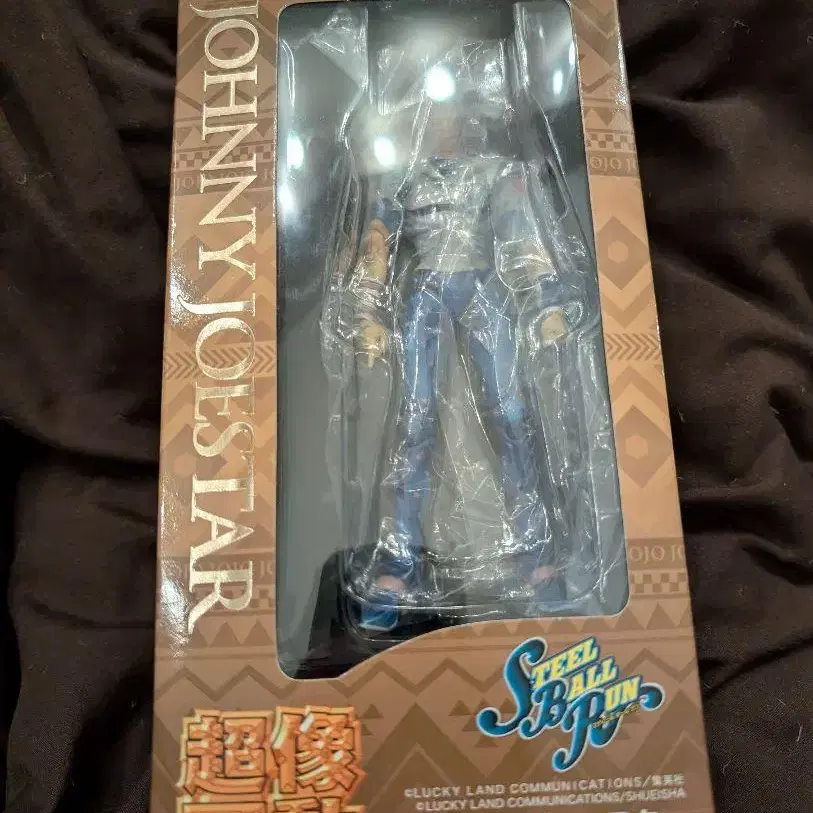 JOHNNY JOESTAR
STEEL
BALL
RUN
超像
©LUCKY LAND COMMUNICATIONS/集英社
©LUCKY LAND COMMUNICATIONS/SHUEISHA